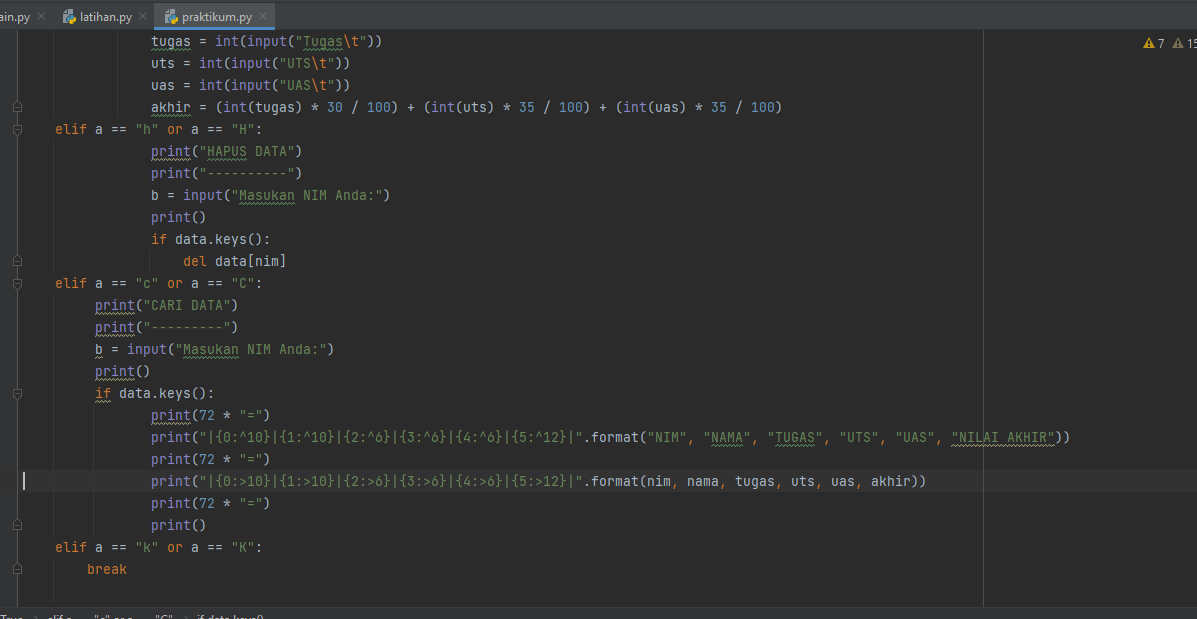 ain.py × latihan.py × praktikum.py ×
tugas = int(input("Tugas\t"))
7 15
uts = int(input("UTS\t"))
uas = int(input("UAS\t"))
akhir = (int(tugas) * 30 / 100) + (int(uts) * 35 / 100) + (int(uas) * 35 / 100)
elif a == "h" or a == "H":
print("HAPUS DATA")
print("----------")
b = input("Masukan NIM Anda:")
print()
if data.keys():
del data[nim]
elif a == "c" or a == "C":
print("CARI DATA")
print("---------")
b = input("Masukan NIM Anda:")
print()
if data.keys():
print(72 * "=")
print("|{0:^10}|{1:^10}|{2:^6}|{3:^6}|{4:^6}|{5:^12}|".format("NIM", "NAMA", "TUGAS", "UTS", "UAS", "NILAI AKHIR"))
print(72 * "=")
print("|{0:>10}|{1:>10}|{2:>6}|{3:>6}|{4:>6}|{5:>12}|".format(nim, nama, tugas, uts, uas, akhir))
print(72 * "=")
print()
elif a == "k" or a == "K":
break